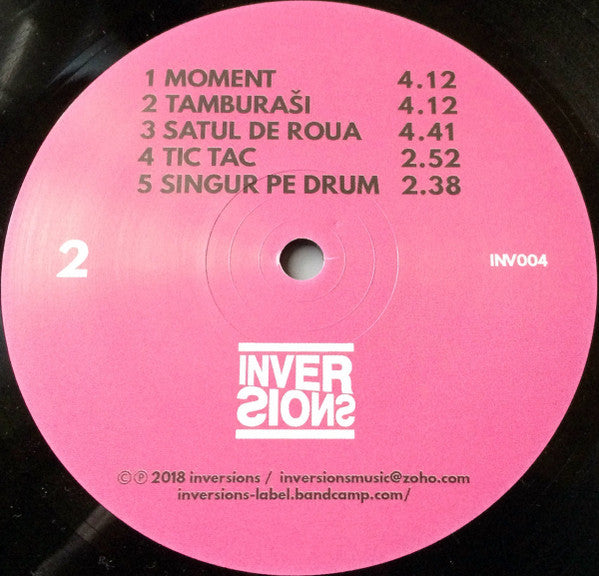 1 MOMENT 4.12
2 TAMBURAŠI 4.12
3 SATUL DE ROUA 4.41
4 TIC TAC 2.52
5 SINGUR PE DRUM 2.38
2
INV004
INVER
SIONS
©℗ 2018 inversions / inversionsmusic@zoho.com
inversions-label.bandcamp.com/